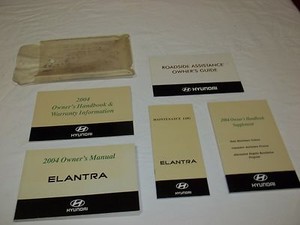 ROADSIDE ASSISTANCE
OWNER'S GUIDE
HYUNDAI
2004
Owner's Handbook &
Warranty Information
HYUNDAI
2004 Owner's Manual
ELANTRA
HYUNDAI
MAINTENANCE LOG
ELANTRA
HYUNDAI
Owner's Handbook
Supplement
HYUNDAI